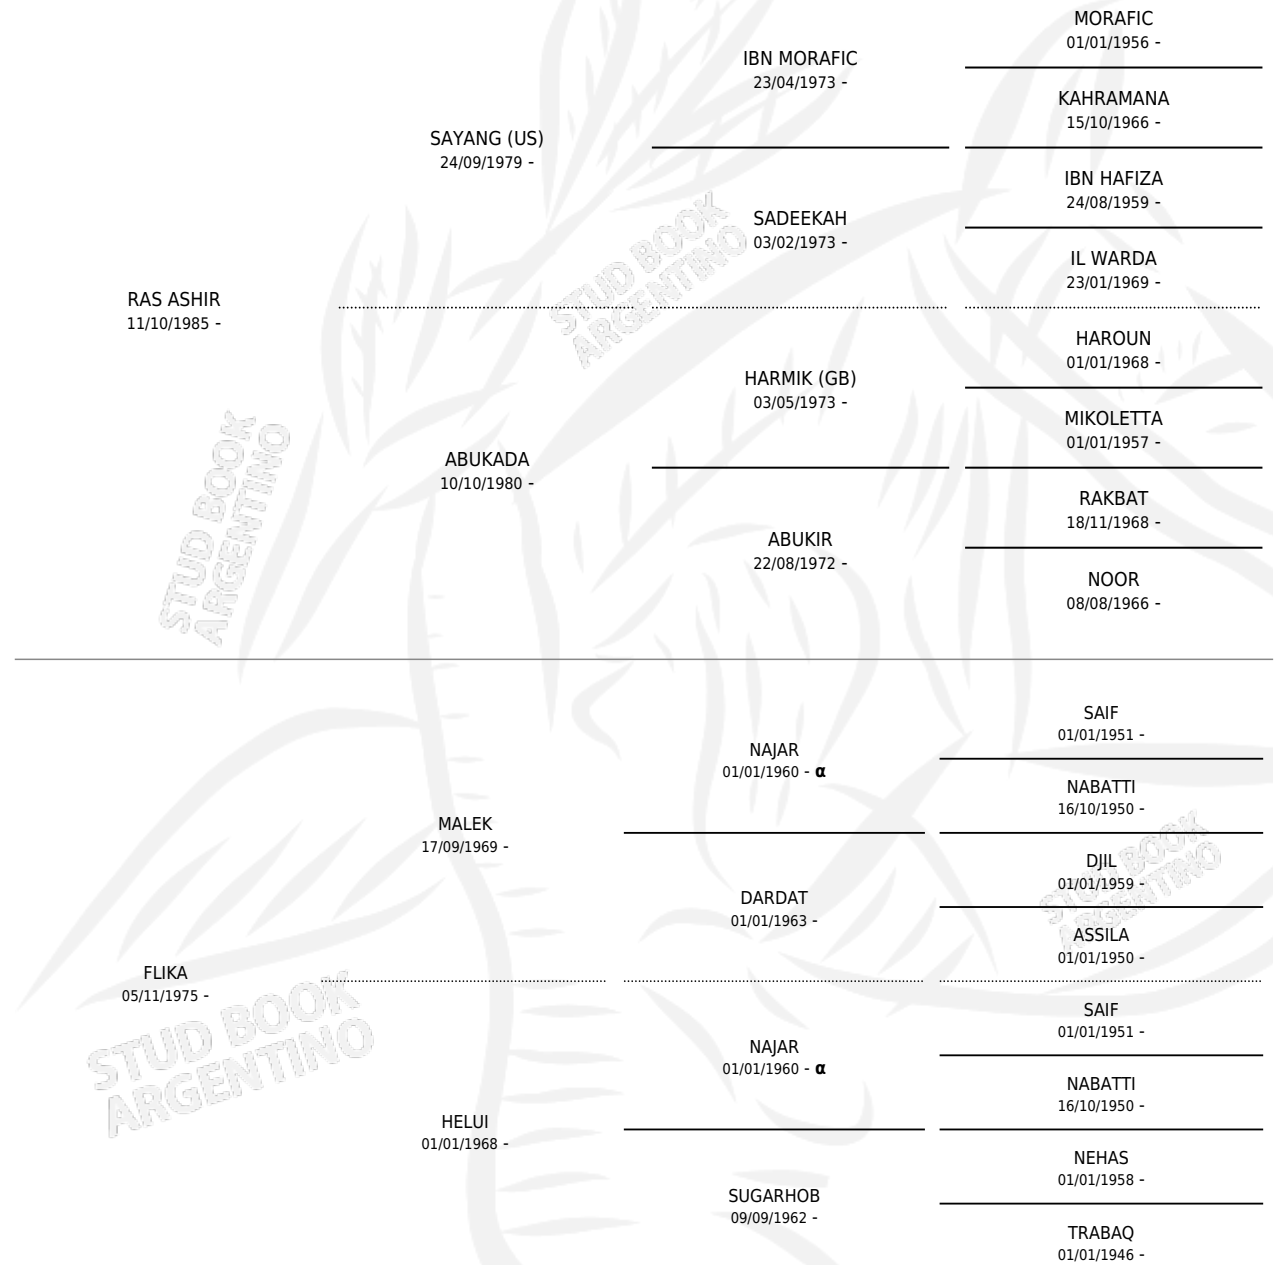 MORAFIC
01/01/1956 -
IBN MORAFIC
23/04/1973 -
KAHRAMANA
15/10/1966 -
SAYANG (US)
24/09/1979 -
IBN HAFIZA
24/08/1959 -
SADEEKAH
03/02/1973 -
IL WARDA
23/01/1969 -
RAS ASHIR
11/10/1985 -
HAROUN
01/01/1968 -
HARMIK (GB)
03/05/1973 -
MIKOLETTA
01/01/1957 -
ABUKADA
10/10/1980 -
RAKBAT
18/11/1968 -
ABUKIR
22/08/1972 -
NOOR
08/08/1966 -
STUD BOOK
ARGENTINO
STUD BOOK
ARGENTINO
SAIF
01/01/1951 -
NAJAR
01/01/1960 - α
NABATTI
16/10/1950 -
MALEK
17/09/1969 -
DJIL
01/01/1959 -
DARDAT
01/01/1963 -
ASSILA
01/01/1950 -
FLIKA
05/11/1975 -
SAIF
01/01/1951 -
NAJAR
01/01/1960 - α
NABATTI
16/10/1950 -
HELUI
01/01/1968 -
NEHAS
01/01/1958 -
SUGARHOB
09/09/1962 -
TRABAQ
01/01/1946 -
STUD BOOK
ARGENTINO
STUD BOOK
ARGENTINO